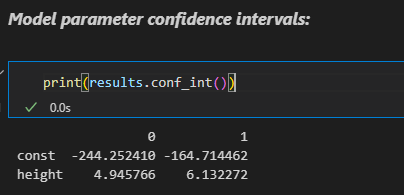 Model parameter confidence intervals:
print(results.conf_int())
0.0s
0 1
const -244.252410 -164.714462
height 4.945766 6.132272